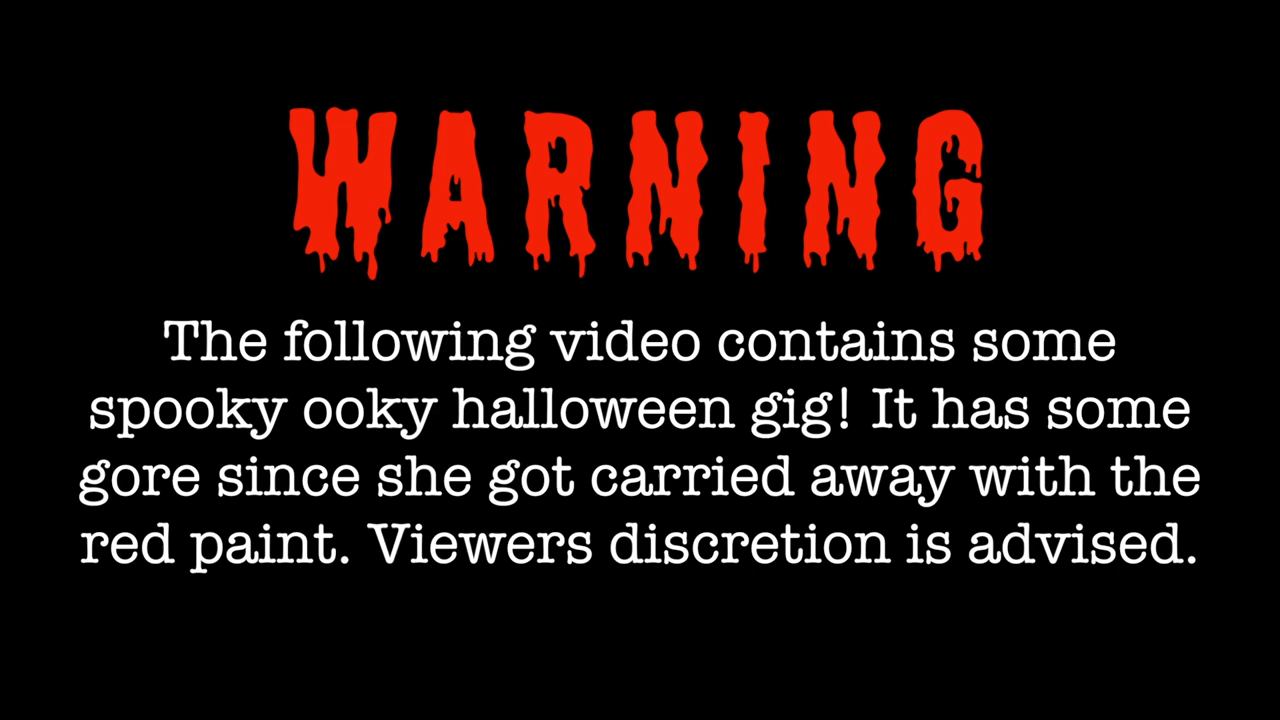 WARNING
The following video contains some
spooky ooky halloween gig! It has some
gore since she got carried away with the
red paint. Viewers discretion is advised.